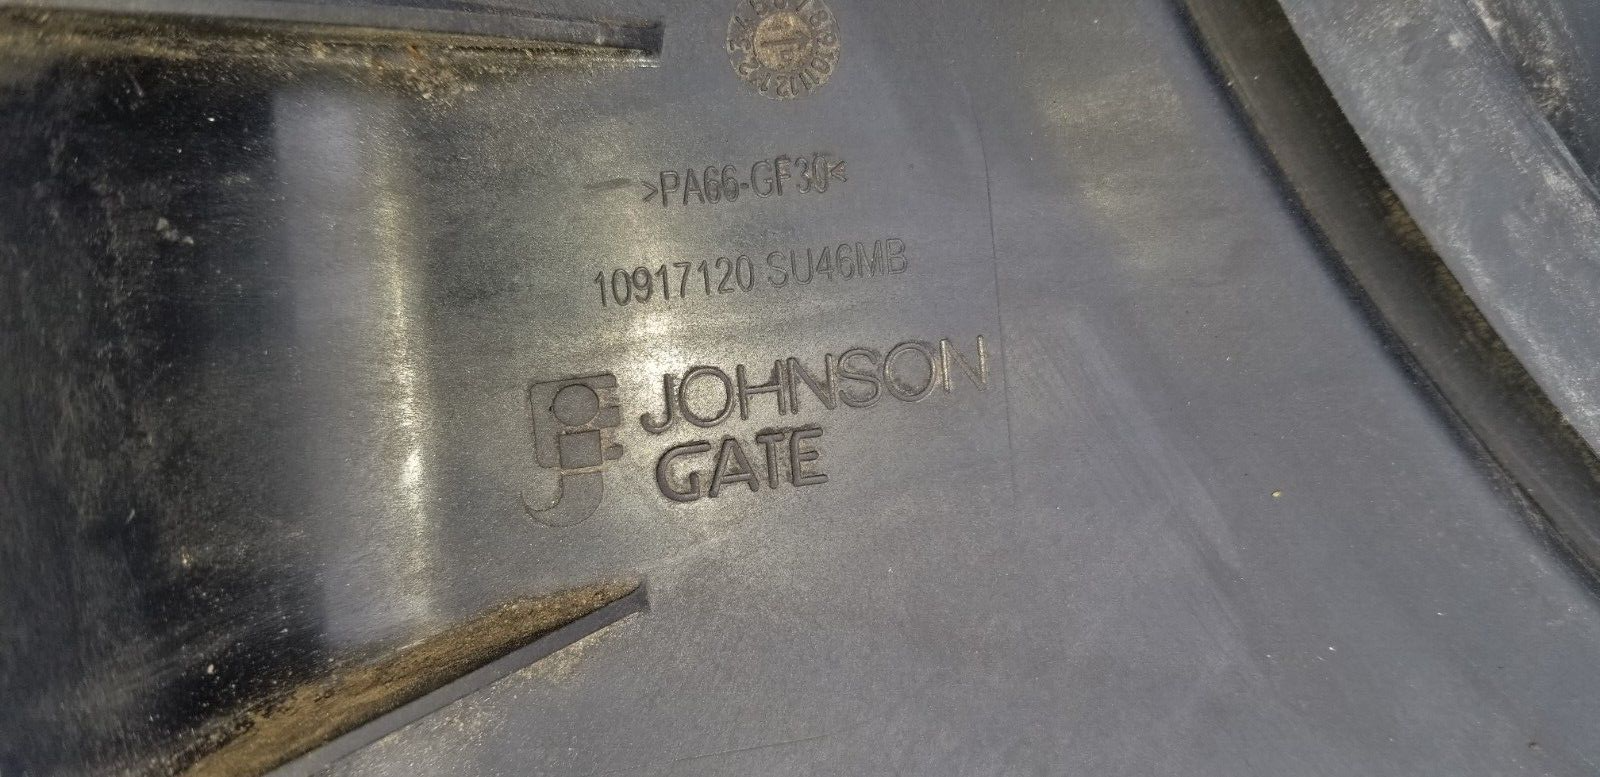 >PA66-GF30<
10917120 SU46MB
JOHNSON
GATE